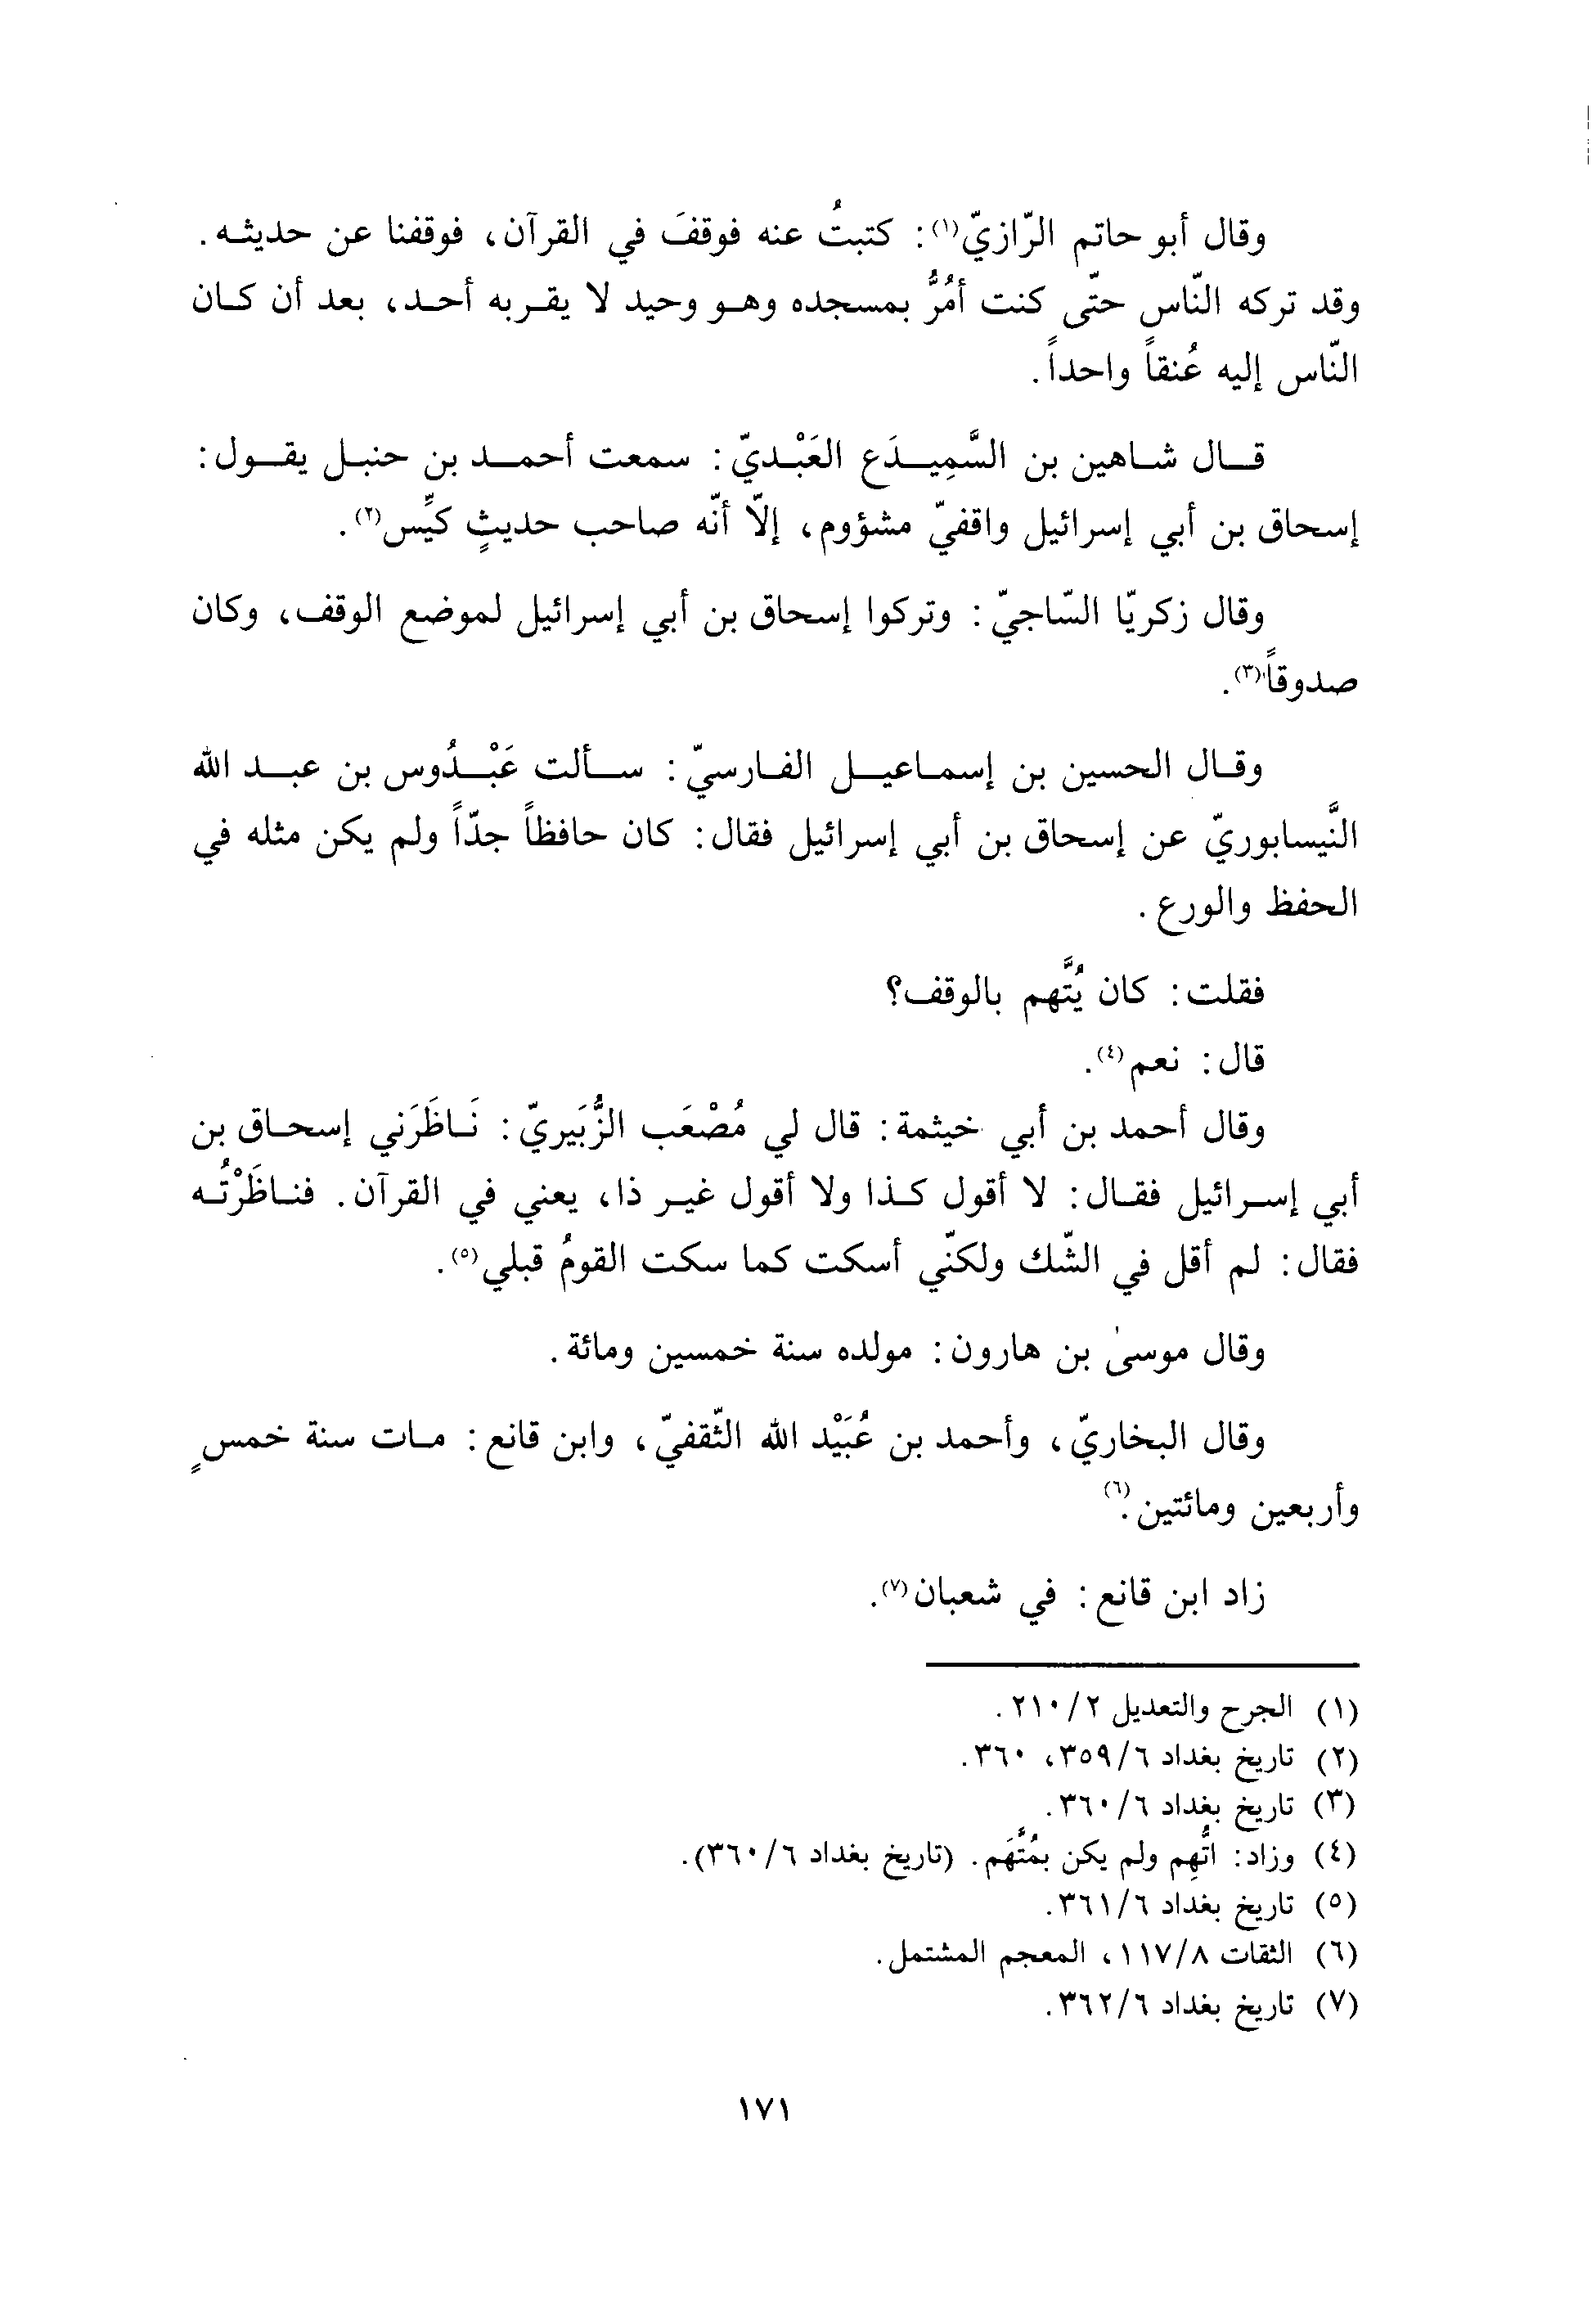 وقال أبو حاتم الرّازيّ(١): كتبتُ عنه فوقفَ في القرآن، فوقفنا عن حديثه.
وقد تركه النّاس حتّى كنت أمُرُّ بمسجده وهو وحيد لا يقربه أحد، بعد أن كان
النّاس إليه عُنقاً واحداً.
قال شاهين بن السَّمِيدَع العَبْديّ: سمعت أحمد بن حنبل يقول:
إسحاق بن أبي إسرائيل واقفيّ مشؤوم، إلّا أنّه صاحب حديثٍ كيِّس(٢).
وقال زكريّا السّاجيّ: وتركوا إسحاق بن أبي إسرائيل لموضع الوقف، وكان
صدوقاً(٣).
وقال الحسين بن إسماعيل الفارسيّ: سألت عَبْدُوس بن عبد الله
النَّيسابوريّ عن إسحاق بن أبي إسرائيل فقال: كان حافظاً جدّاً ولم يكن مثله في
الحفظ والورع.
فقلت: كان يُتَّهم بالوقف؟
قال: نعم(٤).
وقال أحمد بن أبي خيثمة: قال لي مُصْعَب الزُّبَيريّ: نَاظَرَني إسحاق بن
أبي إسرائيل فقال: لا أقول كذا ولا أقول غير ذا، يعني في القرآن. فناظَرْتُه
فقال: لم أقل في الشّك ولكنّي أسكت كما سكت القومُ قبلي(٥).
وقال موسىٰ بن هارون: مولده سنة خمسين ومائة.
وقال البخاريّ، وأحمد بن عُبَيْد الله الثّقفيّ، وابن قانع: مات سنة خمسٍ
وأربعين ومائتين.(٦)
زاد ابن قانع: في شعبان(٧).
(١) الجرح والتعديل ٢/٢١٠.
(٢) تاريخ بغداد ٦/٣٥٩، ٣٦٠.
(٣) تاريخ بغداد ٦/٣٦٠.
(٤) وزاد: اتُّهِم ولم يكن بمُتَّهَم. (تاريخ بغداد ٦/٣٦٠).
(٥) تاريخ بغداد ٦/٣٦١.
(٦) الثقات ٨/١١٧، المعجم المشتمل.
(٧) تاريخ بغداد ٦/٣٦٢.
١٧١